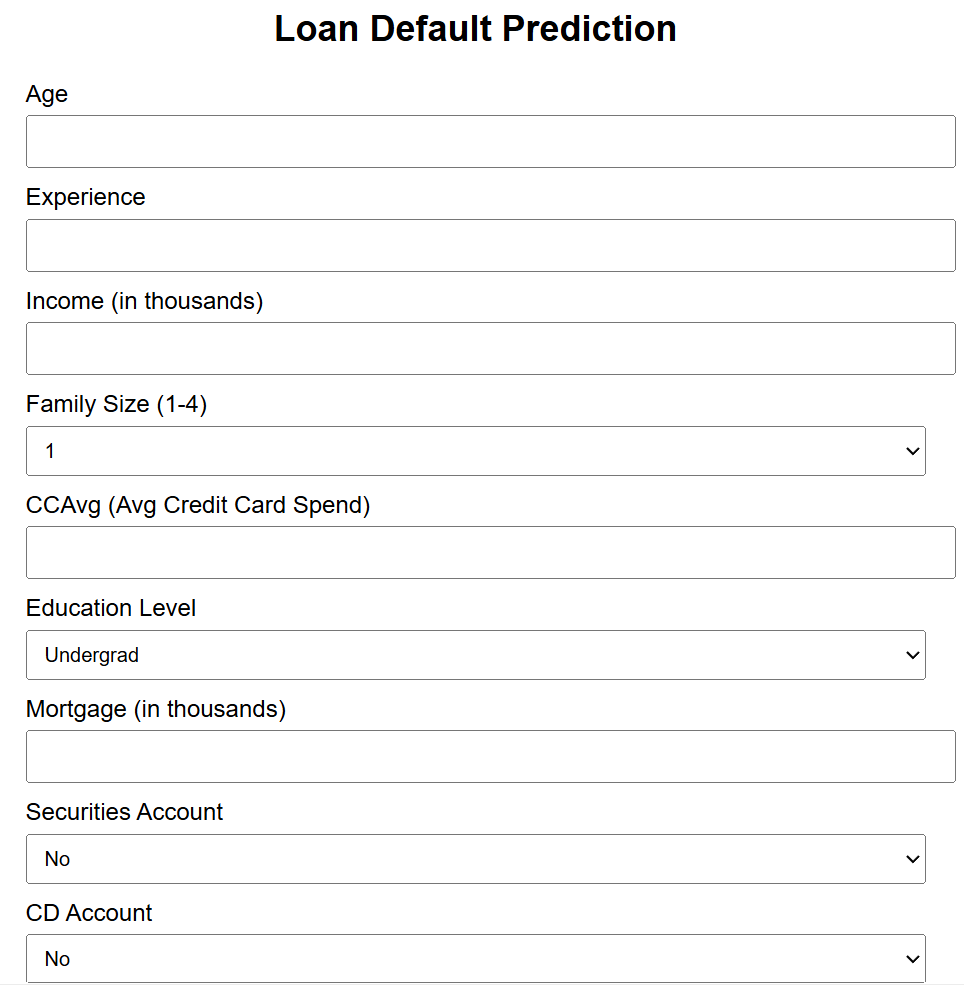 Loan Default Prediction
Age
Experience
Income (in thousands)
Family Size (1-4)
1
CCAvg (Avg Credit Card Spend)
Education Level
Undergrad
Mortgage (in thousands)
Securities Account
No
CD Account
No